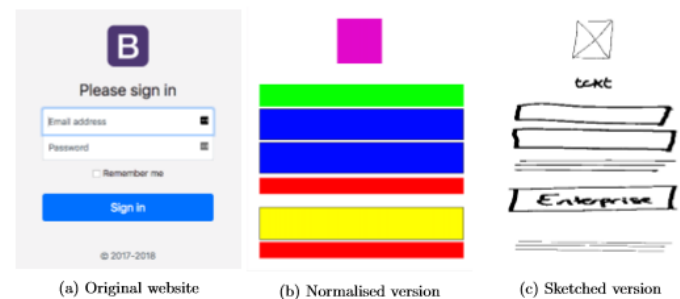 B
Please sign in
Email address
Password
Remember me
Sign in
© 2017-2018
text
Enterprise
(a) Original website
(b) Normalised version
(c) Sketched version